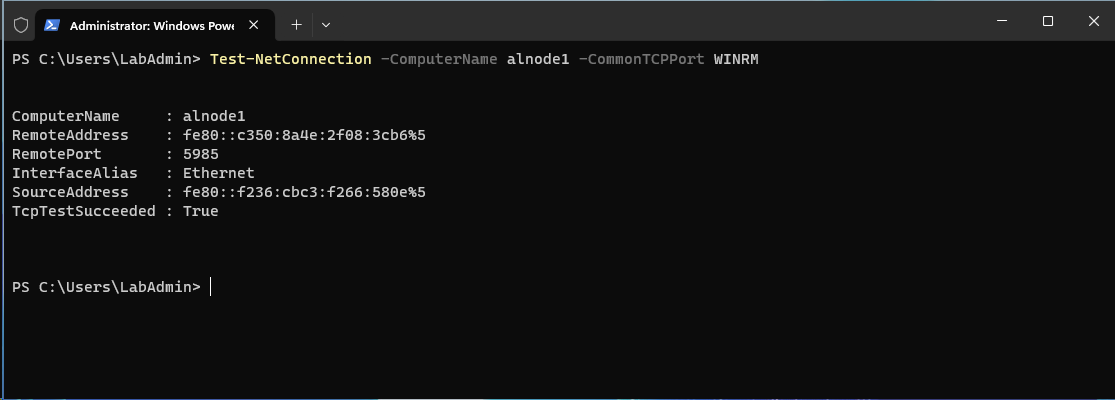 Administrator: Windows Powe
PS C:\Users\LabAdmin> Test-NetConnection -ComputerName alnode1 -CommonTCPPort WINRM
ComputerName     : alnode1
RemoteAddress    : fe80::c350:8a4e:2f08:3cb6%5
RemotePort       : 5985
InterfaceAlias   : Ethernet
SourceAddress    : fe80::f236:cbc3:f266:580e%5
TcpTestSucceeded : True
PS C:\Users\LabAdmin>